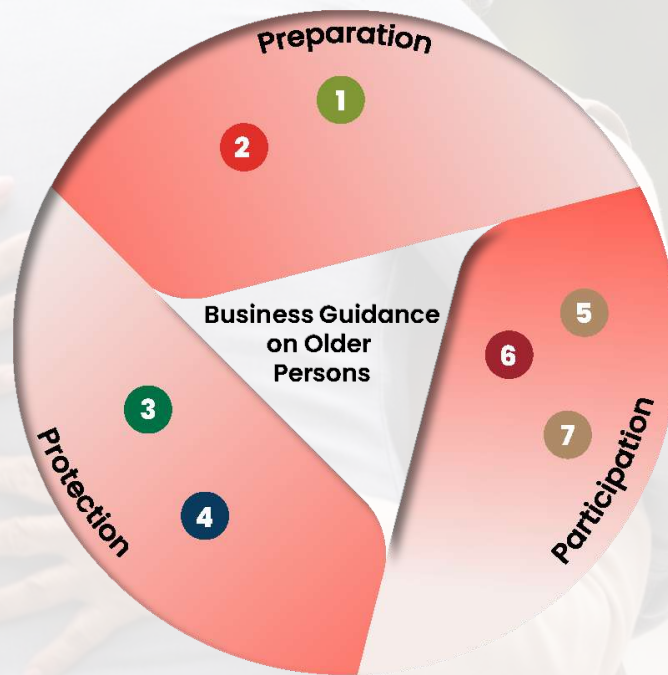 Preparation
1
2
Business Guidance
on Older
Persons
5
6
7
Participation
3
4
Protection